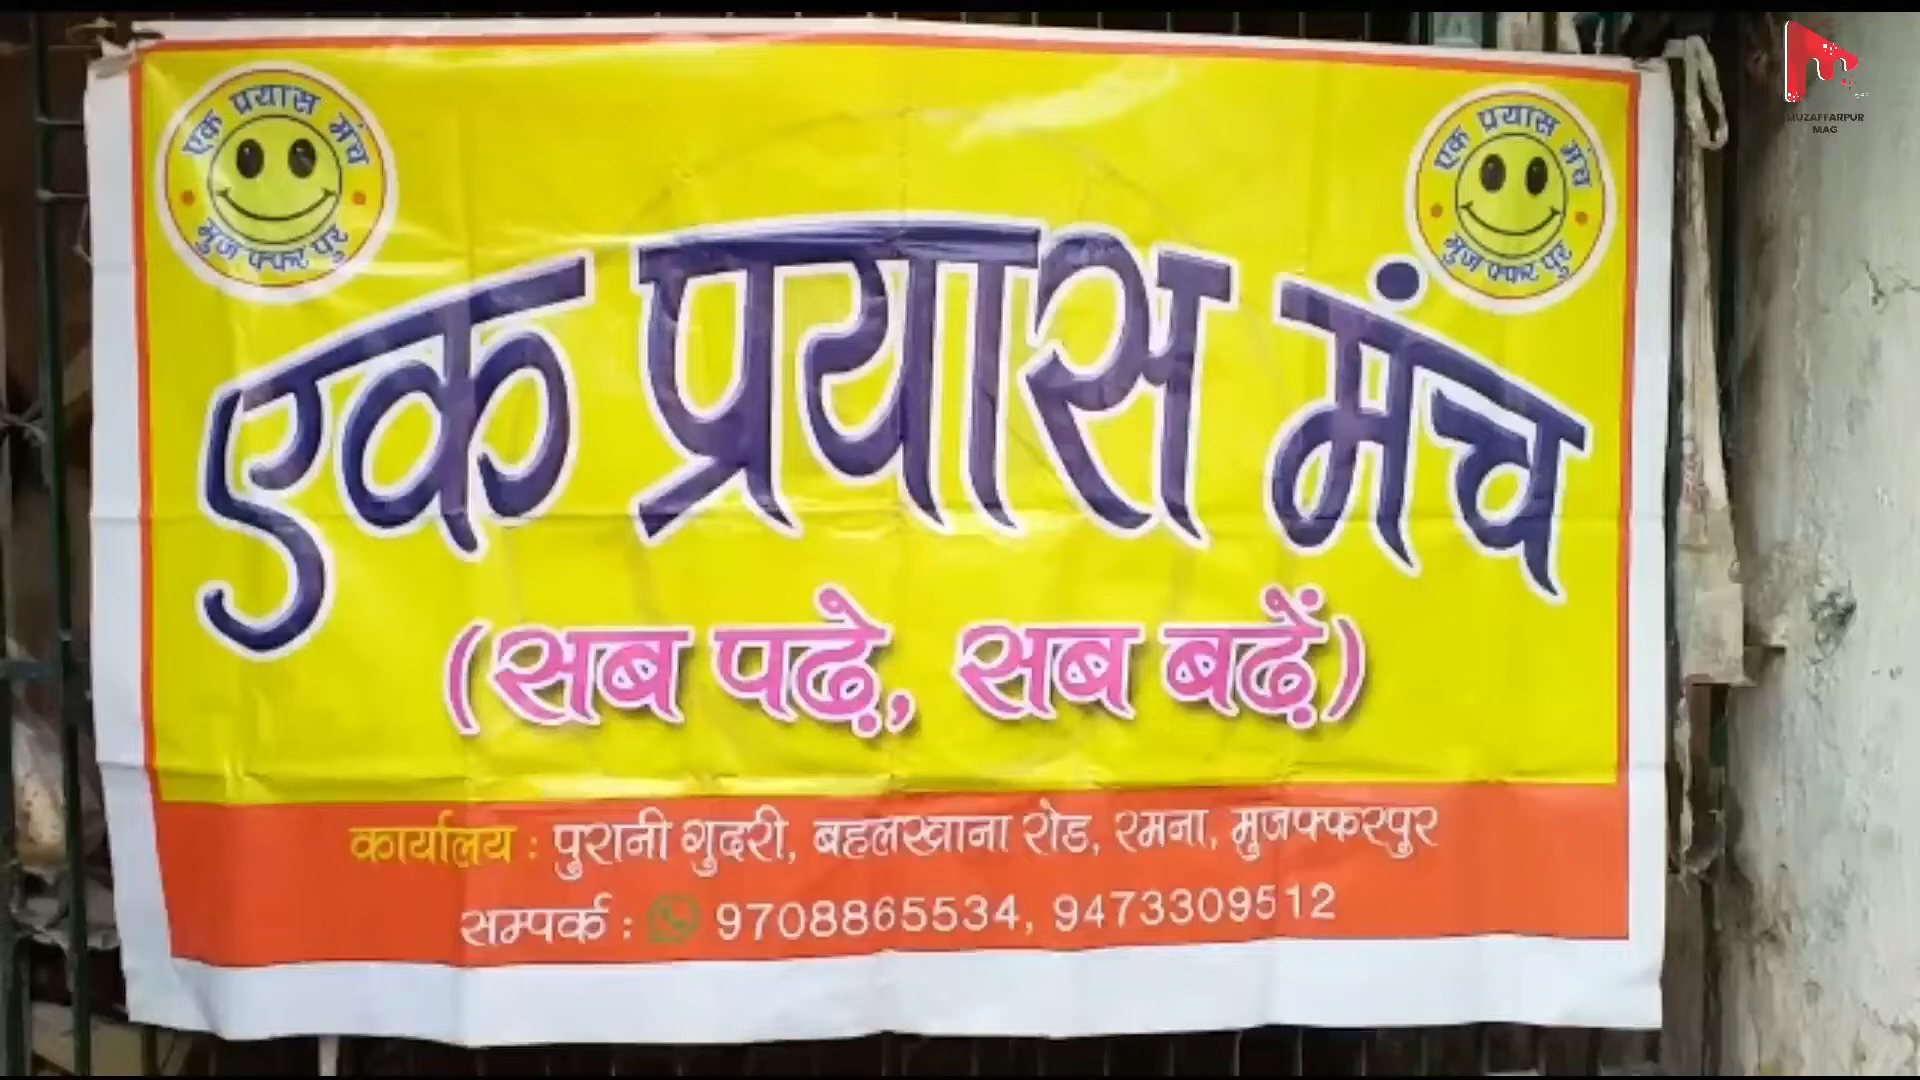 MUZAFFARPUR
MAG
एक प्रयास मंच
मुजफ्फरपुर
एक प्रयास मंच
मुजफ्फरपुर
एक प्रयास मंच
(सब पढ़े, सब बढ़ें)
कार्यालय : पुरानी गुदरी, बहलखाना रोड, रमना, मुजफ्फरपुर
सम्पर्क : 9708865534, 9473309512